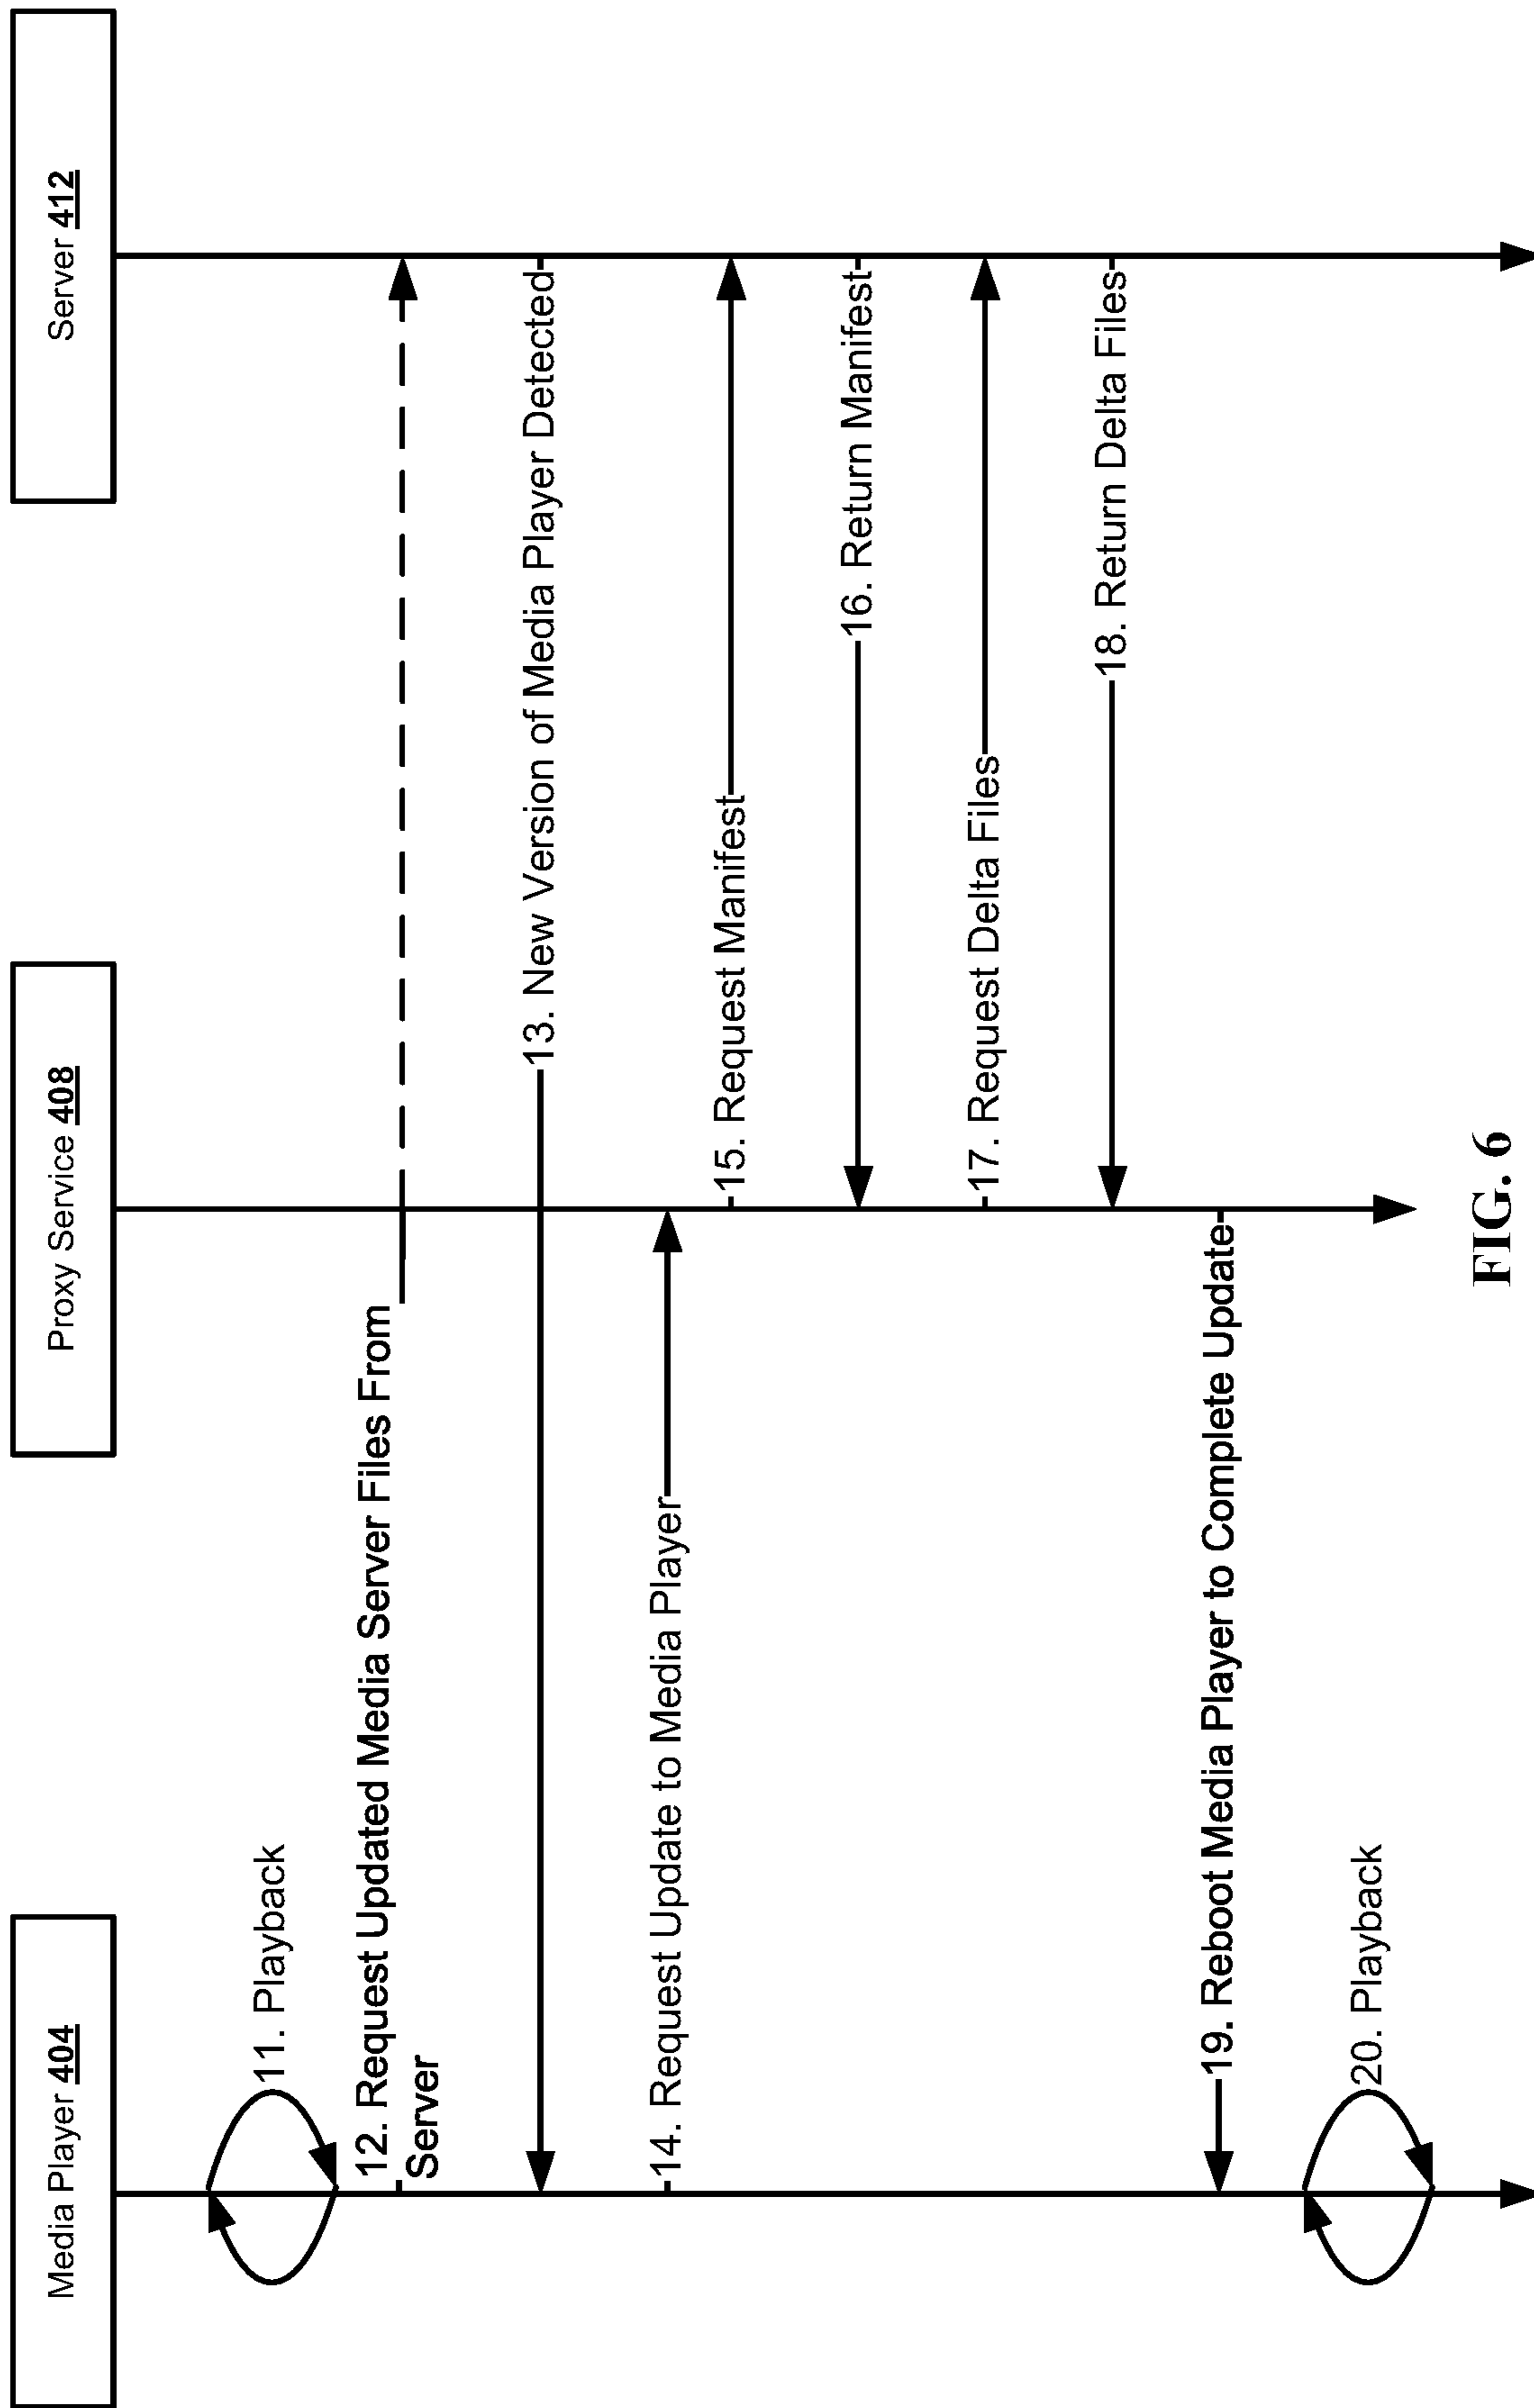 Media Player 404
Proxy Service 408
Server 412
11. Playback
12. Request Updated Media Server Files From
Server
13. New Version of Media Player Detected
14. Request Update to Media Player
15. Request Manifest
16. Return Manifest
17. Request Delta Files
18. Return Delta Files
19. Reboot Media Player to Complete Update
20. Playback
FIG. 6